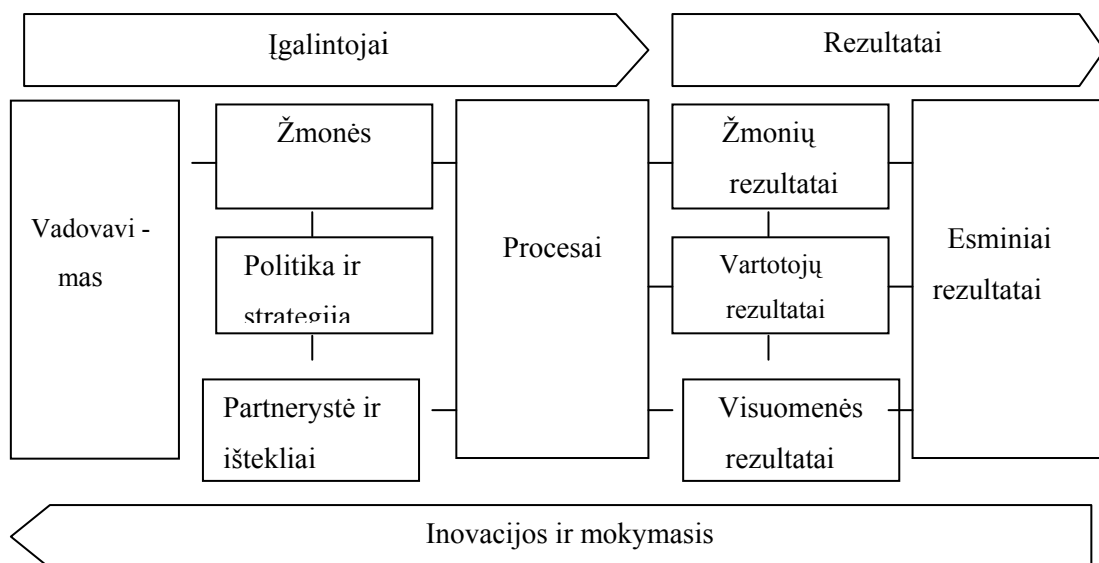 Įgalintojai
Rezultatai
Vadovavi -
mas
Žmonės
Politika ir
strategija
Partnerystė ir
ištekliai
Procesai
Žmonių
rezultatai
Vartotojų
rezultatai
Visuomenės
rezultatai
Esminiai
rezultatai
Inovacijos ir mokymasis